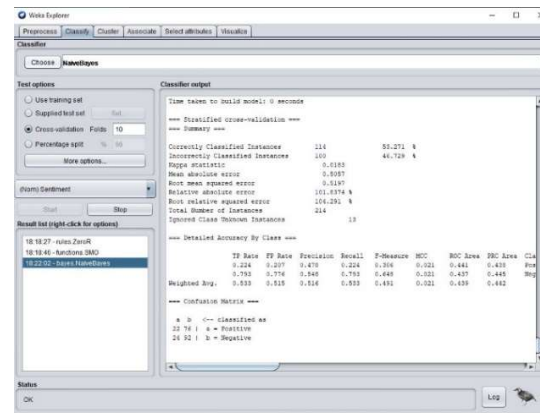 Weka Explorer
Preprocess Classify Cluster Associate Select attributes Visualize
Classifier
Choose NaiveBayes
Test options
Use training set
Supplied test set Set...
Cross-validation Folds 10
Percentage split % 66
More options...
(Nom) Sentiment
Start Stop
Result list (right-click for options)
18:18:27 - rules.ZeroR
18:18:46 - functions.SMO
18:22:02 - bayes.NaiveBayes
Classifier output
Time taken to build model: 0 seconds
=== Stratified cross-validation ===
=== Summary ===
Correctly Classified Instances 114 53.271 %
Incorrectly Classified Instances 100 46.729 %
Kappa statistic 0.0183
Mean absolute error 0.5057
Root mean squared error 0.5197
Relative absolute error 101.8374 %
Root relative squared error 104.291 %
Total Number of Instances 214
Ignored Class Unknown Instances 13
=== Detailed Accuracy By Class ===
TP Rate FP Rate Precision Recall F-Measure MCC ROC Area PRC Area Cla
0.224 0.207 0.478 0.224 0.306 0.021 0.441 0.438 Pos
0.793 0.776 0.548 0.793 0.648 0.021 0.437 0.445 Neg
Weighted Avg. 0.533 0.515 0.516 0.533 0.491 0.021 0.439 0.442
=== Confusion Matrix ===
a b <-- classified as
22 76 | a = Positive
24 92 | b = Negative
Status
OK
Log